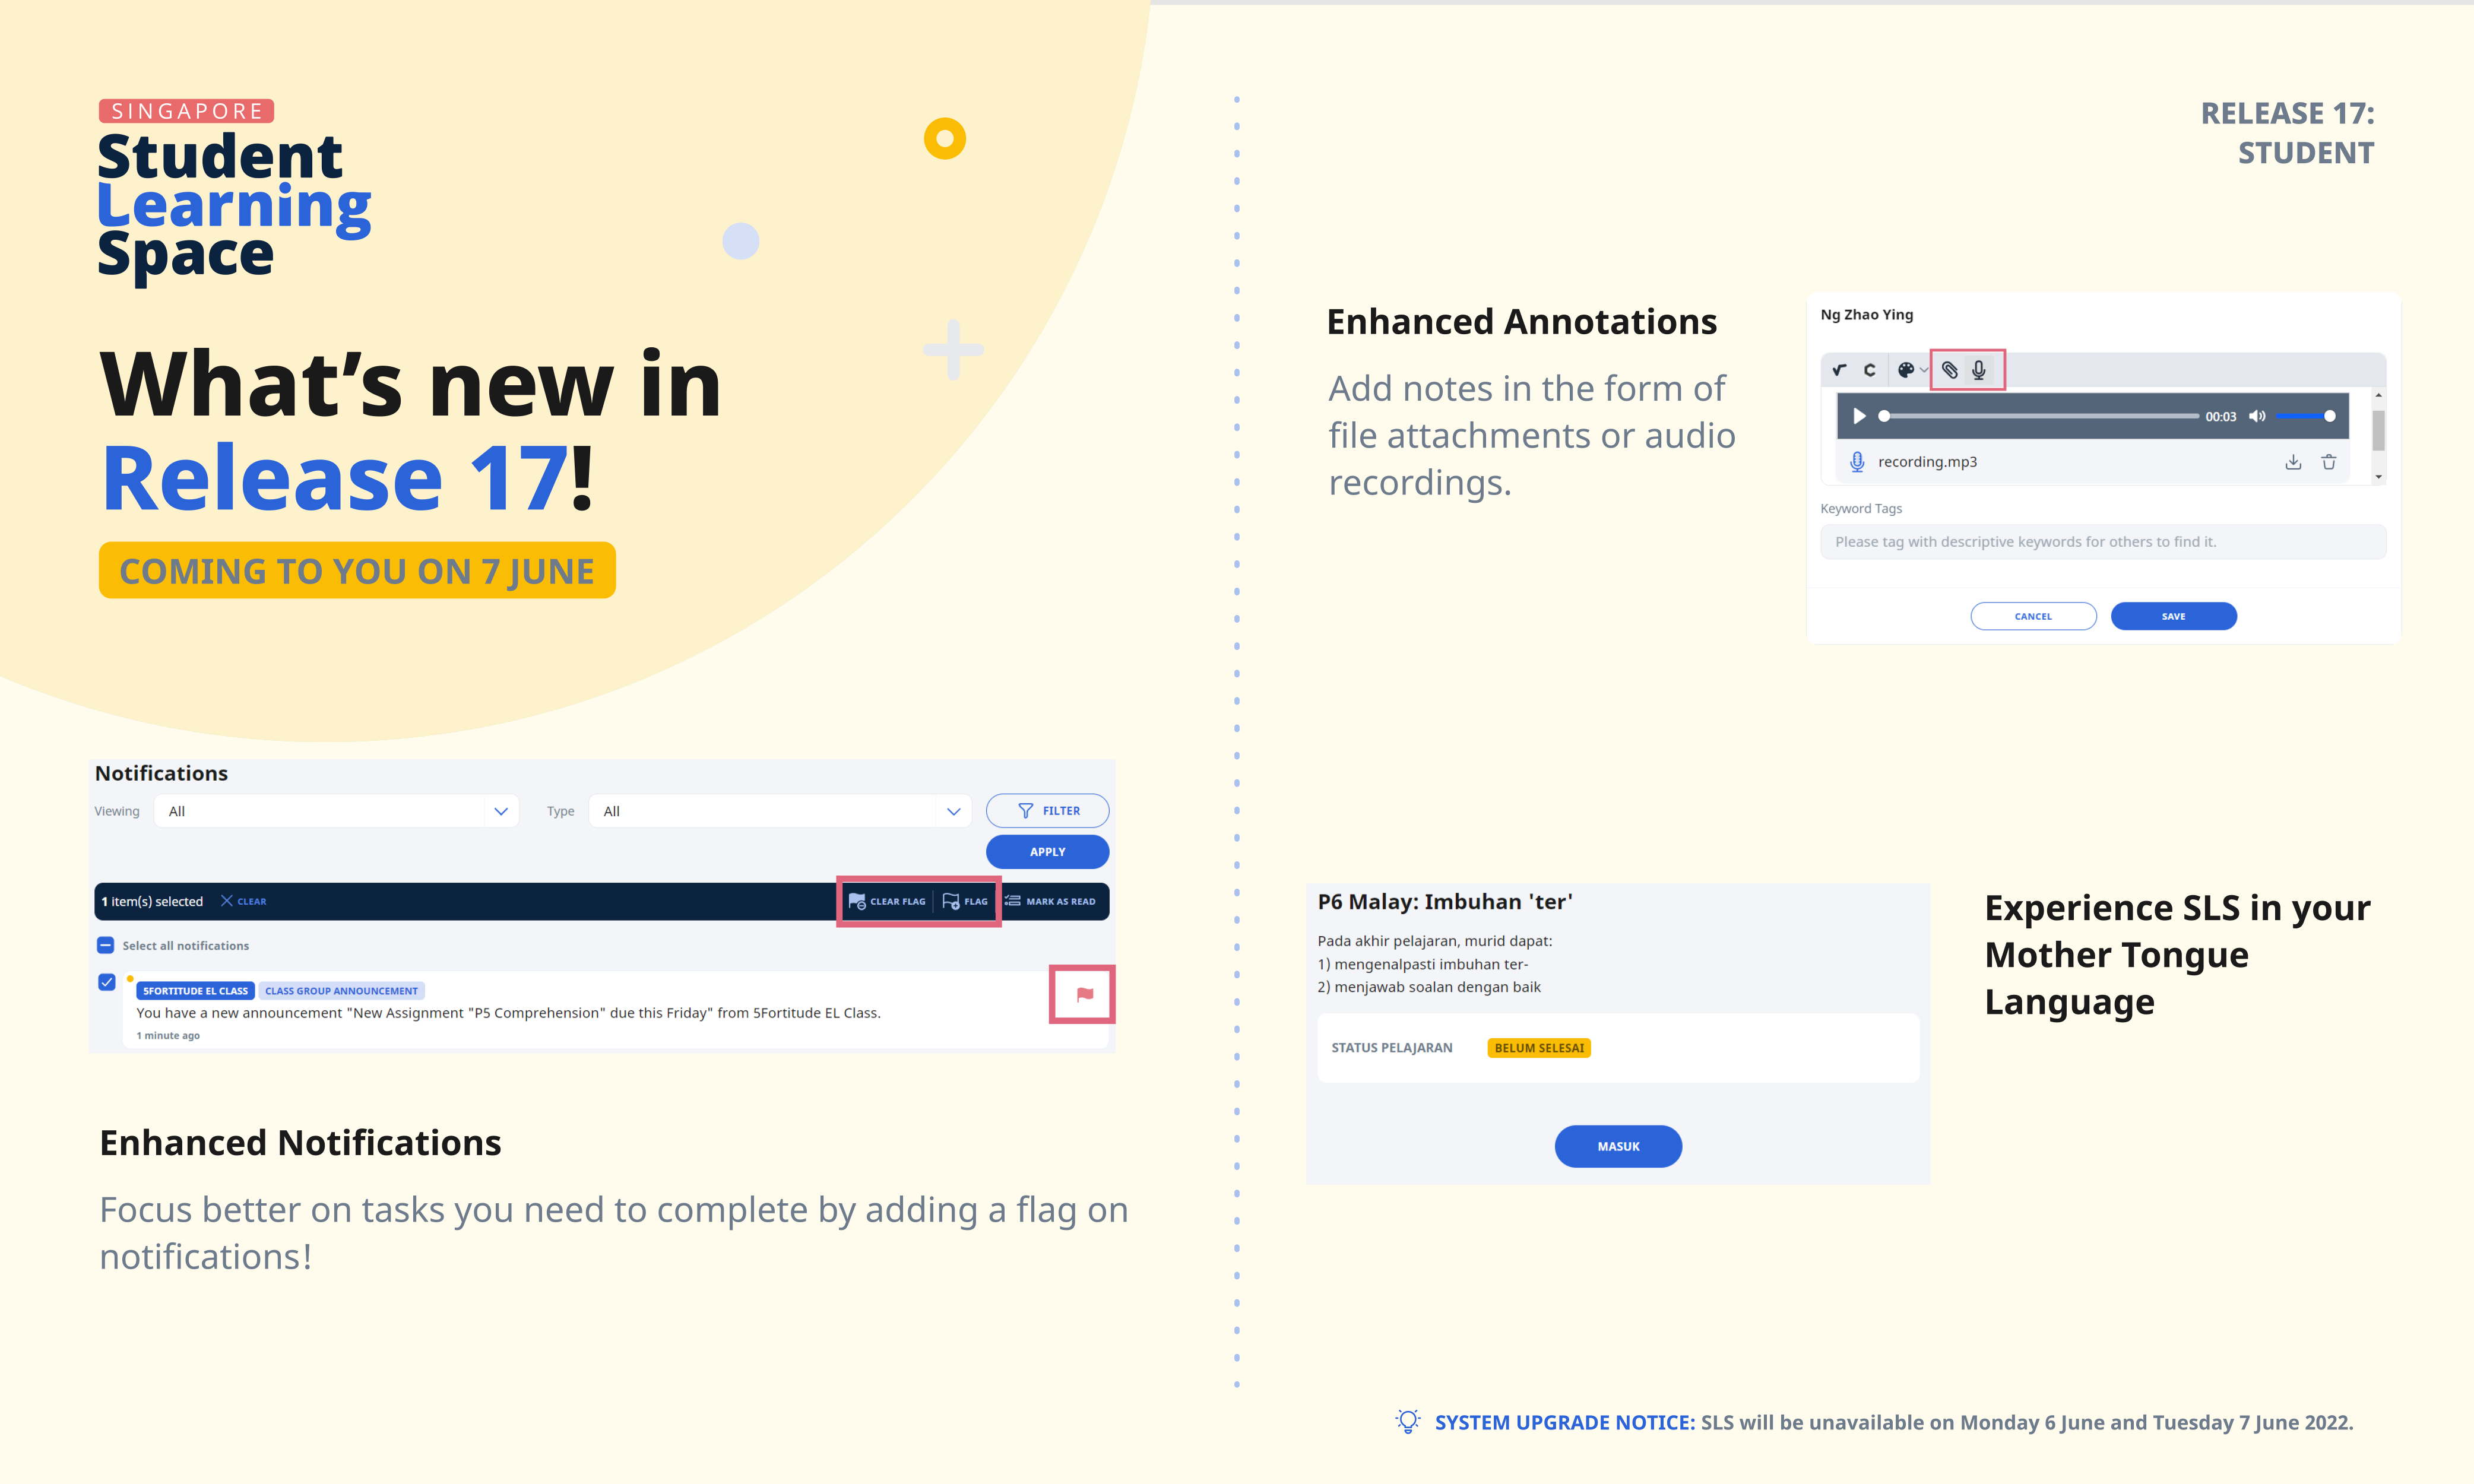 SINGAPORE
Student
Learning
Space
What’s new in
Release 17!
COMING TO YOU ON 7 JUNE
Notifications
Viewing All Type All FILTER
APPLY
1 item(s) selected CLEAR CLEAR FLAG FLAG MARK AS READ
Select all notifications
5FORTITUDE EL CLASS CLASS GROUP ANNOUNCEMENT
You have a new announcement "New Assignment "P5 Comprehension" due this Friday" from 5Fortitude EL Class.
1 minute ago
Enhanced Notifications
Focus better on tasks you need to complete by adding a flag on
notifications!
RELEASE 17:
STUDENT
Enhanced Annotations
Add notes in the form of
file attachments or audio
recordings.
Ng Zhao Ying
00:03
recording.mp3
Keyword Tags
Please tag with descriptive keywords for others to find it.
CANCEL SAVE
P6 Malay: Imbuhan 'ter'
Pada akhir pelajaran, murid dapat:
1) mengenalpasti imbuhan ter-
2) menjawab soalan dengan baik
STATUS PELAJARAN BELUM SELESAI
MASUK
Experience SLS in your
Mother Tongue
Language
SYSTEM UPGRADE NOTICE: SLS will be unavailable on Monday 6 June and Tuesday 7 June 2022.